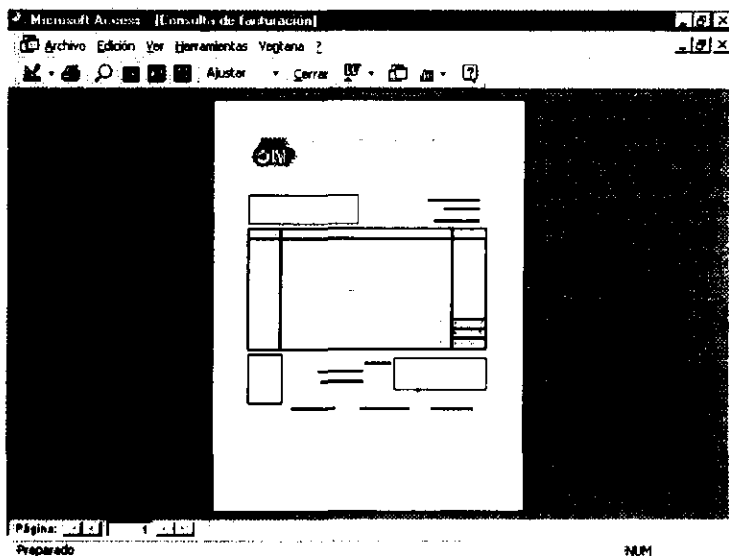 Microsoft Access - [Consulta de facturación]
Archivo Edición Ver Herramientas Ventana ?
Ajustar Cerrar
Página: 1
Preparado NUM